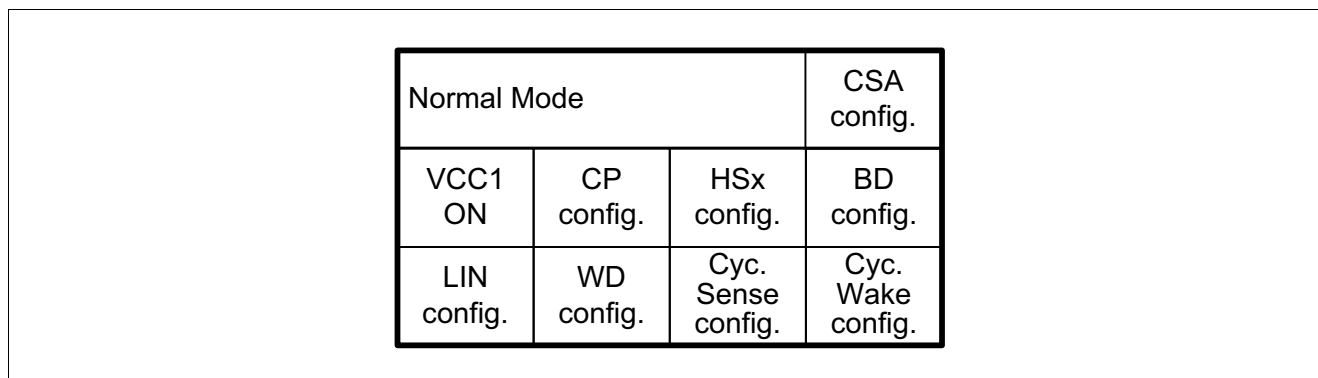 Normal Mode
CSA
config.
VCC1
ON
CP
config.
HSx
config.
BD
config.
LIN
config.
WD
config.
Cyc.
Sense
config.
Cyc.
Wake
config.